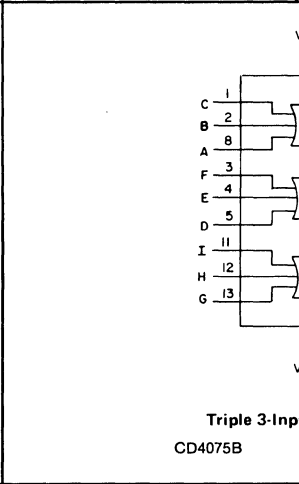 V
C 1
B 2
A 8
F 3
E 4
D 5
I 11
H 12
G 13
V
Triple 3-Inp
CD4075B